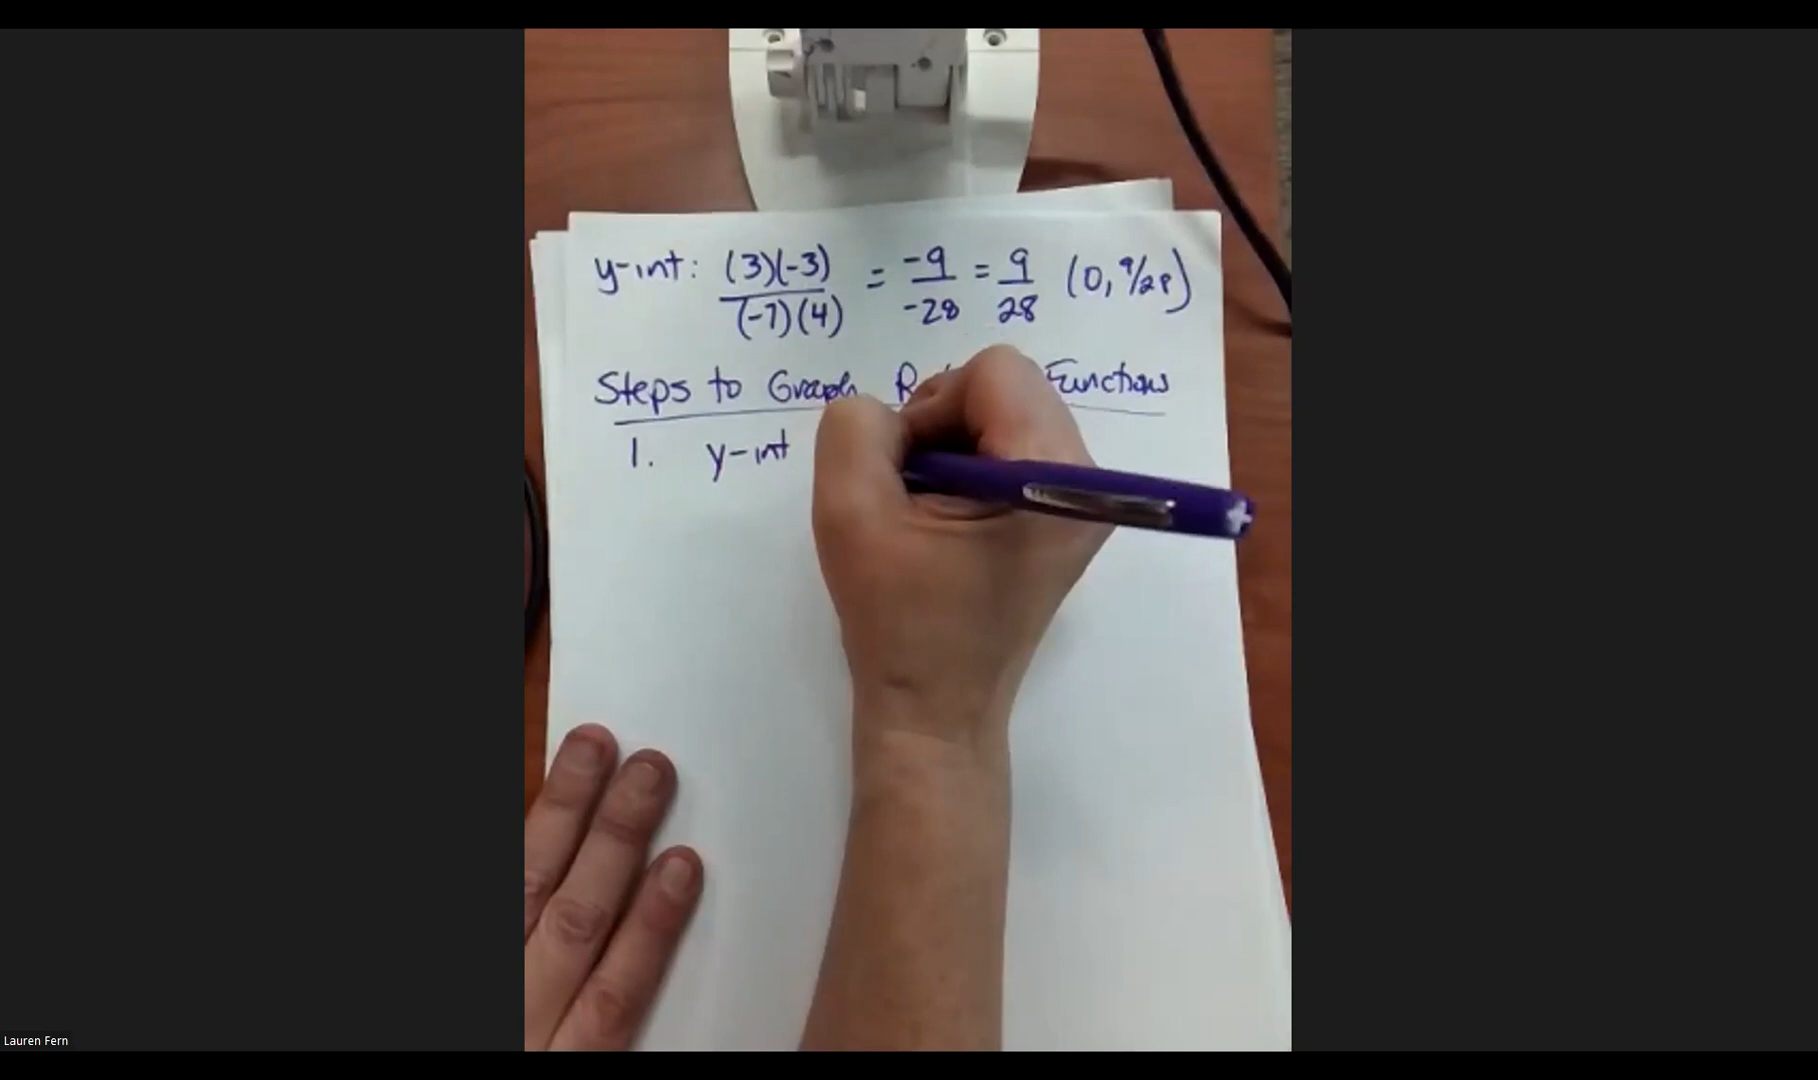 y-int: (3)(-3) / (-7)(4) = -9 / -28 = 9 / 28 (0, 9/28)
Steps to Graph Functions
1. y-int
Lauren Fern